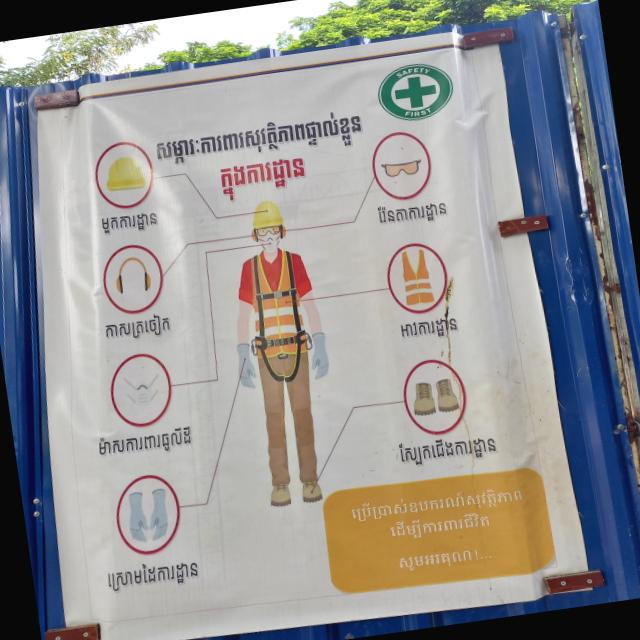 SAFETY
FIRST
សម្ភារៈការពារសុវត្ថិភាពផ្ទាល់ខ្លួន
ក្នុងការដ្ឋាន
មួកការដ្ឋាន
វ៉ែនតាការដ្ឋាន
កាសត្រចៀក
អាវការដ្ឋាន
ម៉ាសការពារធូលីដី
ស្បែកជើងការដ្ឋាន
ស្រោមដៃការដ្ឋាន
ប្រើប្រាស់ឧបករណ៍សុវត្ថិភាព
ដើម្បីការពារជីវិត
សូមអរគុណ!...